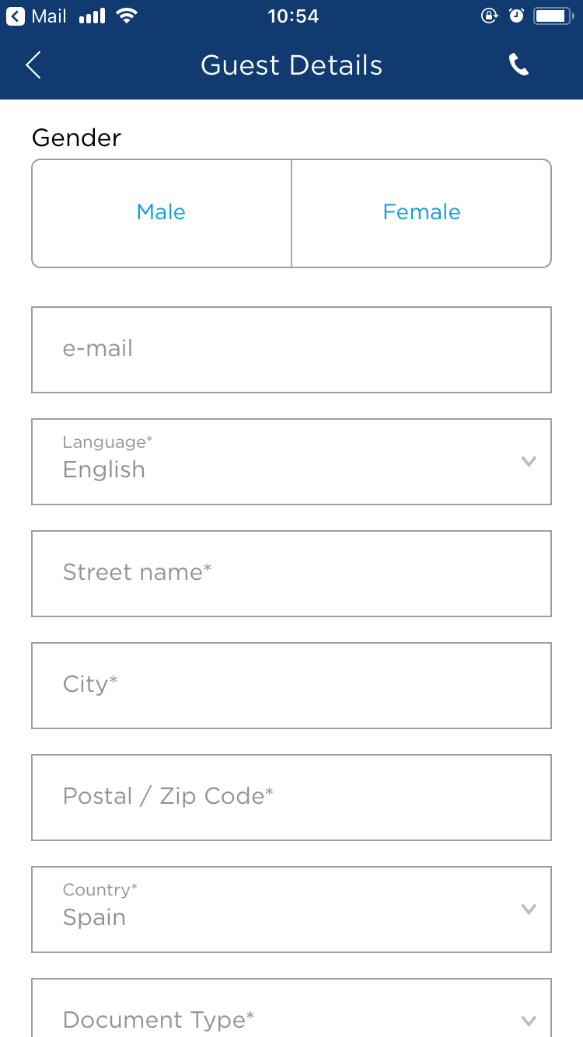 Mail 10:54
Guest Details
Gender
Male Female
e-mail
Language*
English
Street name*
City*
Postal / Zip Code*
Country*
Spain
Document Type*